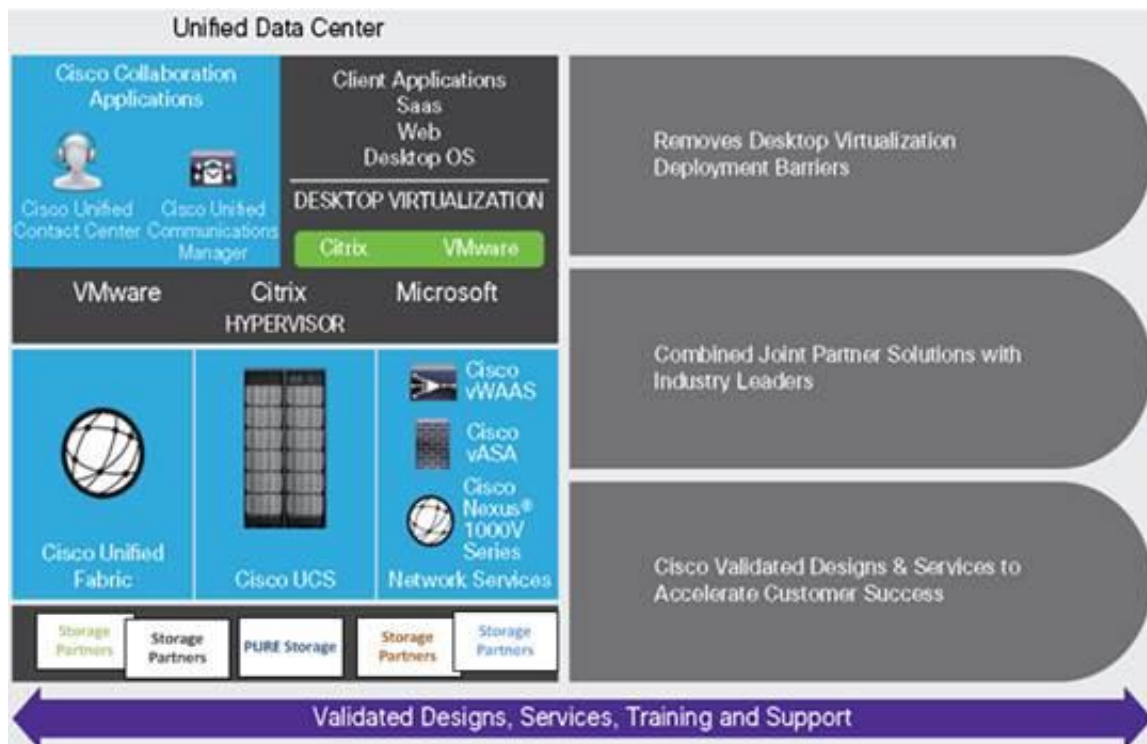 Unified Data Center
Cisco Collaboration
Applications
Cisco Unified
Contact Center
Cisco Unified
Communications
Manager
Client Applications
Saas
Web
Desktop OS
DESKTOP VIRTUALIZATION
Citrix VMware
VMware Citrix Microsoft
HYPERVISOR
Cisco Unified
Fabric
Cisco UCS
Cisco
vWAAS
Cisco
vASA
Cisco
Nexus®
1000V
Series
Network Services
Storage
Partners
Storage
Partners
PURE Storage
Storage
Partners
Storage
Partners
Removes Desktop Virtualization
Deployment Barriers
Combined Joint Partner Solutions with
Industry Leaders
Cisco Validated Designs & Services to
Accelerate Customer Success
Validated Designs, Services, Training and Support